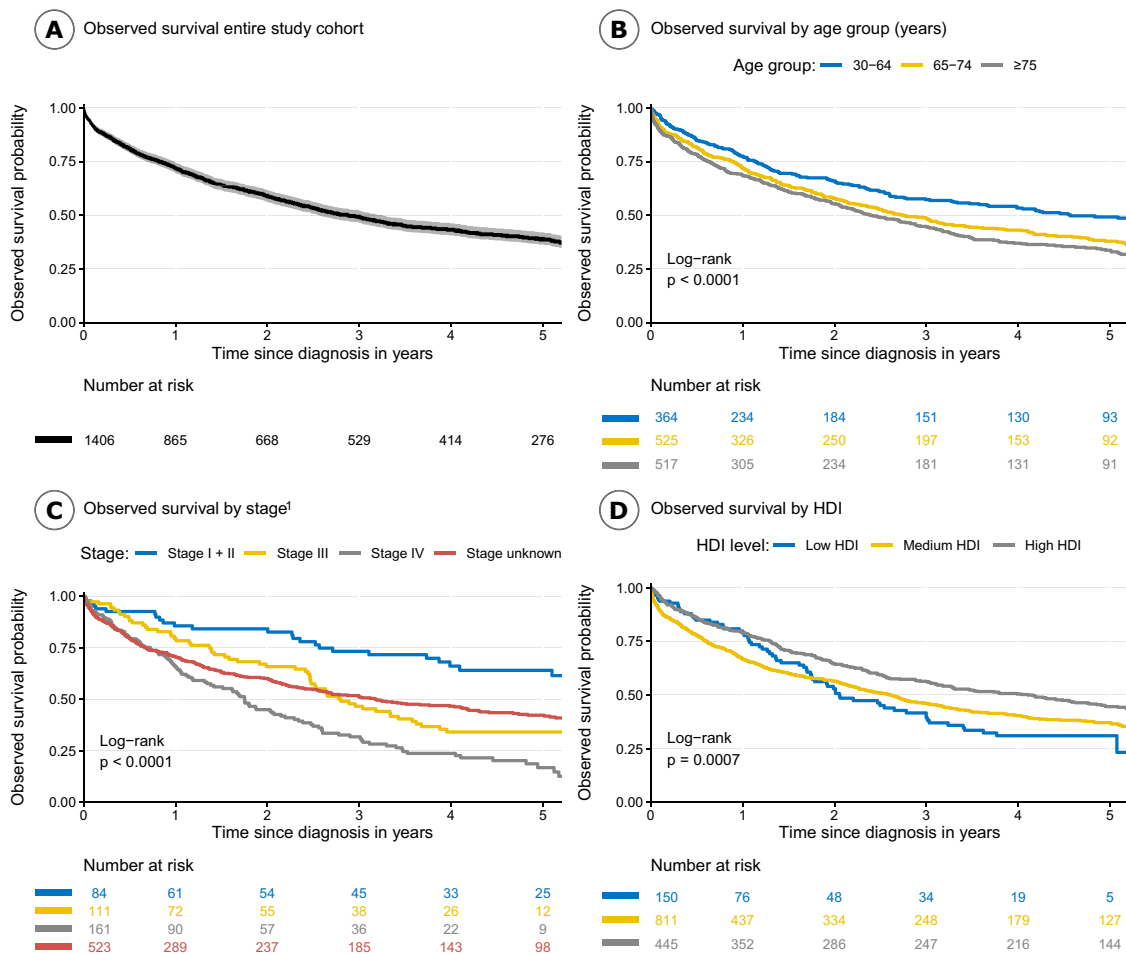 A Observed survival entire study cohort
Observed survival probability
1.00
0.75
0.50
0.25
0.00
0 1 2 3 4 5
Time since diagnosis in years
Number at risk
1406 865 668 529 414 276
B Observed survival by age group (years)
Age group: 30−64 65−74 ≥75
Observed survival probability
1.00
0.75
0.50
0.25
0.00
Log−rank
p < 0.0001
0 1 2 3 4 5
Time since diagnosis in years
Number at risk
364 234 184 151 130 93
525 326 250 197 153 92
517 305 234 181 131 91
C Observed survival by stage¹
Stage: Stage I + II Stage III Stage IV Stage unknown
Observed survival probability
1.00
0.75
0.50
0.25
0.00
Log−rank
p < 0.0001
0 1 2 3 4 5
Time since diagnosis in years
Number at risk
84 61 54 45 33 25
111 72 55 38 26 12
161 90 57 36 22 9
523 289 237 185 143 98
D Observed survival by HDI
HDI level: Low HDI Medium HDI High HDI
Observed survival probability
1.00
0.75
0.50
0.25
0.00
Log−rank
p = 0.0007
0 1 2 3 4 5
Time since diagnosis in years
Number at risk
150 76 48 34 19 5
811 437 334 248 179 127
445 352 286 247 216 144